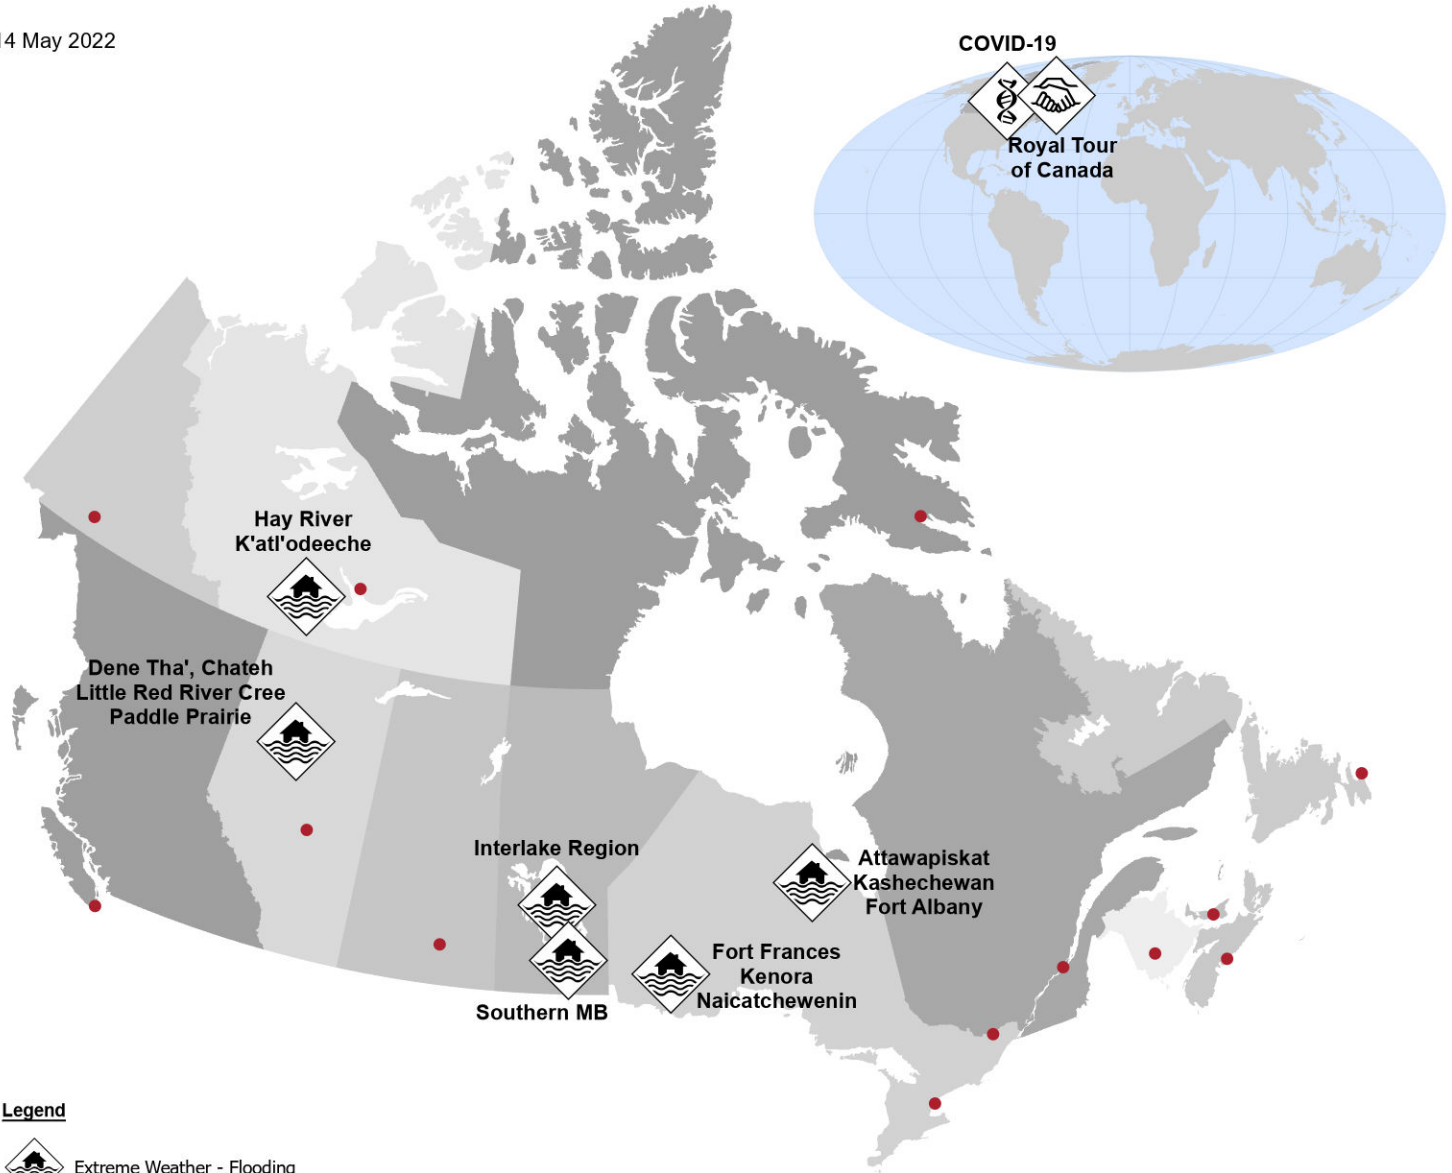 14 May 2022
COVID-19
Royal Tour
of Canada
Hay River
K'atl'odeeche
Dene Tha', Chateh
Little Red River Cree
Paddle Prairie
Interlake Region
Southern MB
Attawapiskat
Kashechewan
Fort Albany
Fort Frances
Kenora
Naicatchewenin
Legend
Extreme Weather - Flooding